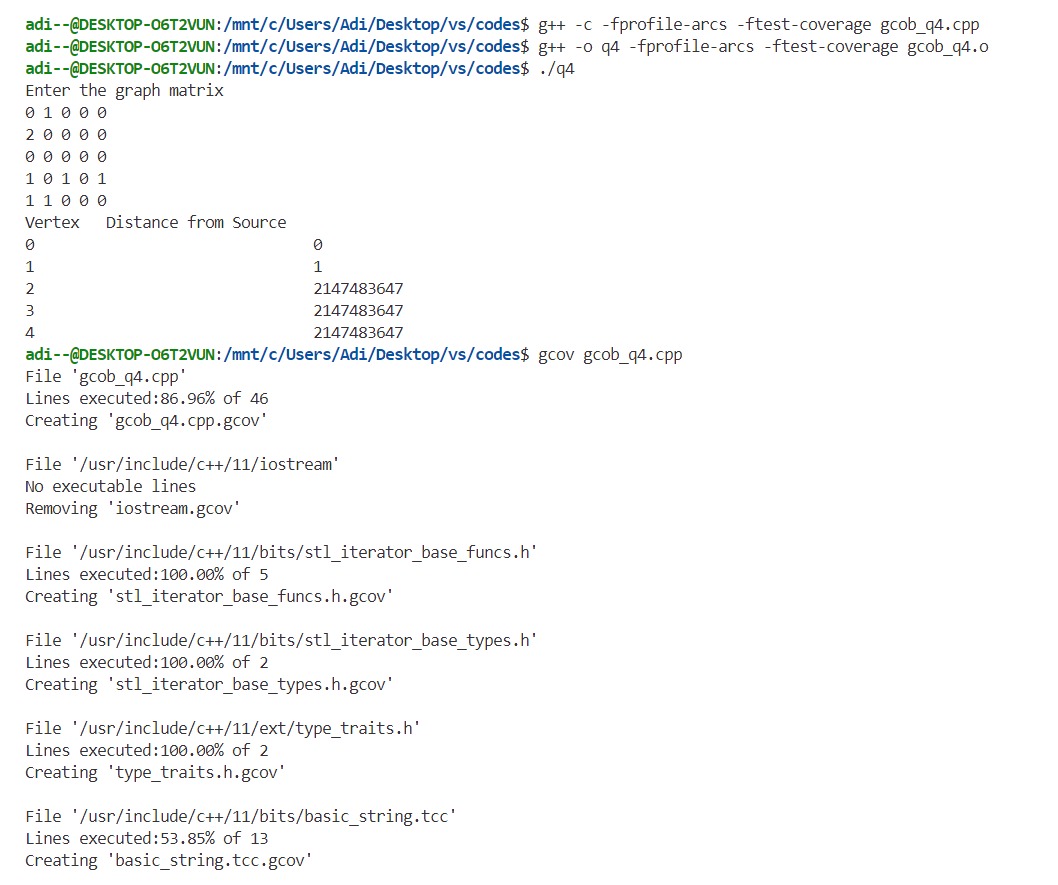 adi--@DESKTOP-O6T2VUN:/mnt/c/Users/Adi/Desktop/vs/codes$ g++ -c -fprofile-arcs -ftest-coverage gcob_q4.cpp
adi--@DESKTOP-O6T2VUN:/mnt/c/Users/Adi/Desktop/vs/codes$ g++ -o q4 -fprofile-arcs -ftest-coverage gcob_q4.o
adi--@DESKTOP-O6T2VUN:/mnt/c/Users/Adi/Desktop/vs/codes$ ./q4
Enter the graph matrix
0 1 0 0 0
2 0 0 0 0
0 0 0 0 0
1 0 1 0 1
1 1 0 0 0
Vertex   Distance from Source
0                               0
1                               1
2                               2147483647
3                               2147483647
4                               2147483647
adi--@DESKTOP-O6T2VUN:/mnt/c/Users/Adi/Desktop/vs/codes$ gcov gcob_q4.cpp
File 'gcob_q4.cpp'
Lines executed:86.96% of 46
Creating 'gcob_q4.cpp.gcov'

File '/usr/include/c++/11/iostream'
No executable lines
Removing 'iostream.gcov'

File '/usr/include/c++/11/bits/stl_iterator_base_funcs.h'
Lines executed:100.00% of 5
Creating 'stl_iterator_base_funcs.h.gcov'

File '/usr/include/c++/11/bits/stl_iterator_base_types.h'
Lines executed:100.00% of 2
Creating 'stl_iterator_base_types.h.gcov'

File '/usr/include/c++/11/ext/type_traits.h'
Lines executed:100.00% of 2
Creating 'type_traits.h.gcov'

File '/usr/include/c++/11/bits/basic_string.tcc'
Lines executed:53.85% of 13
Creating 'basic_string.tcc.gcov'